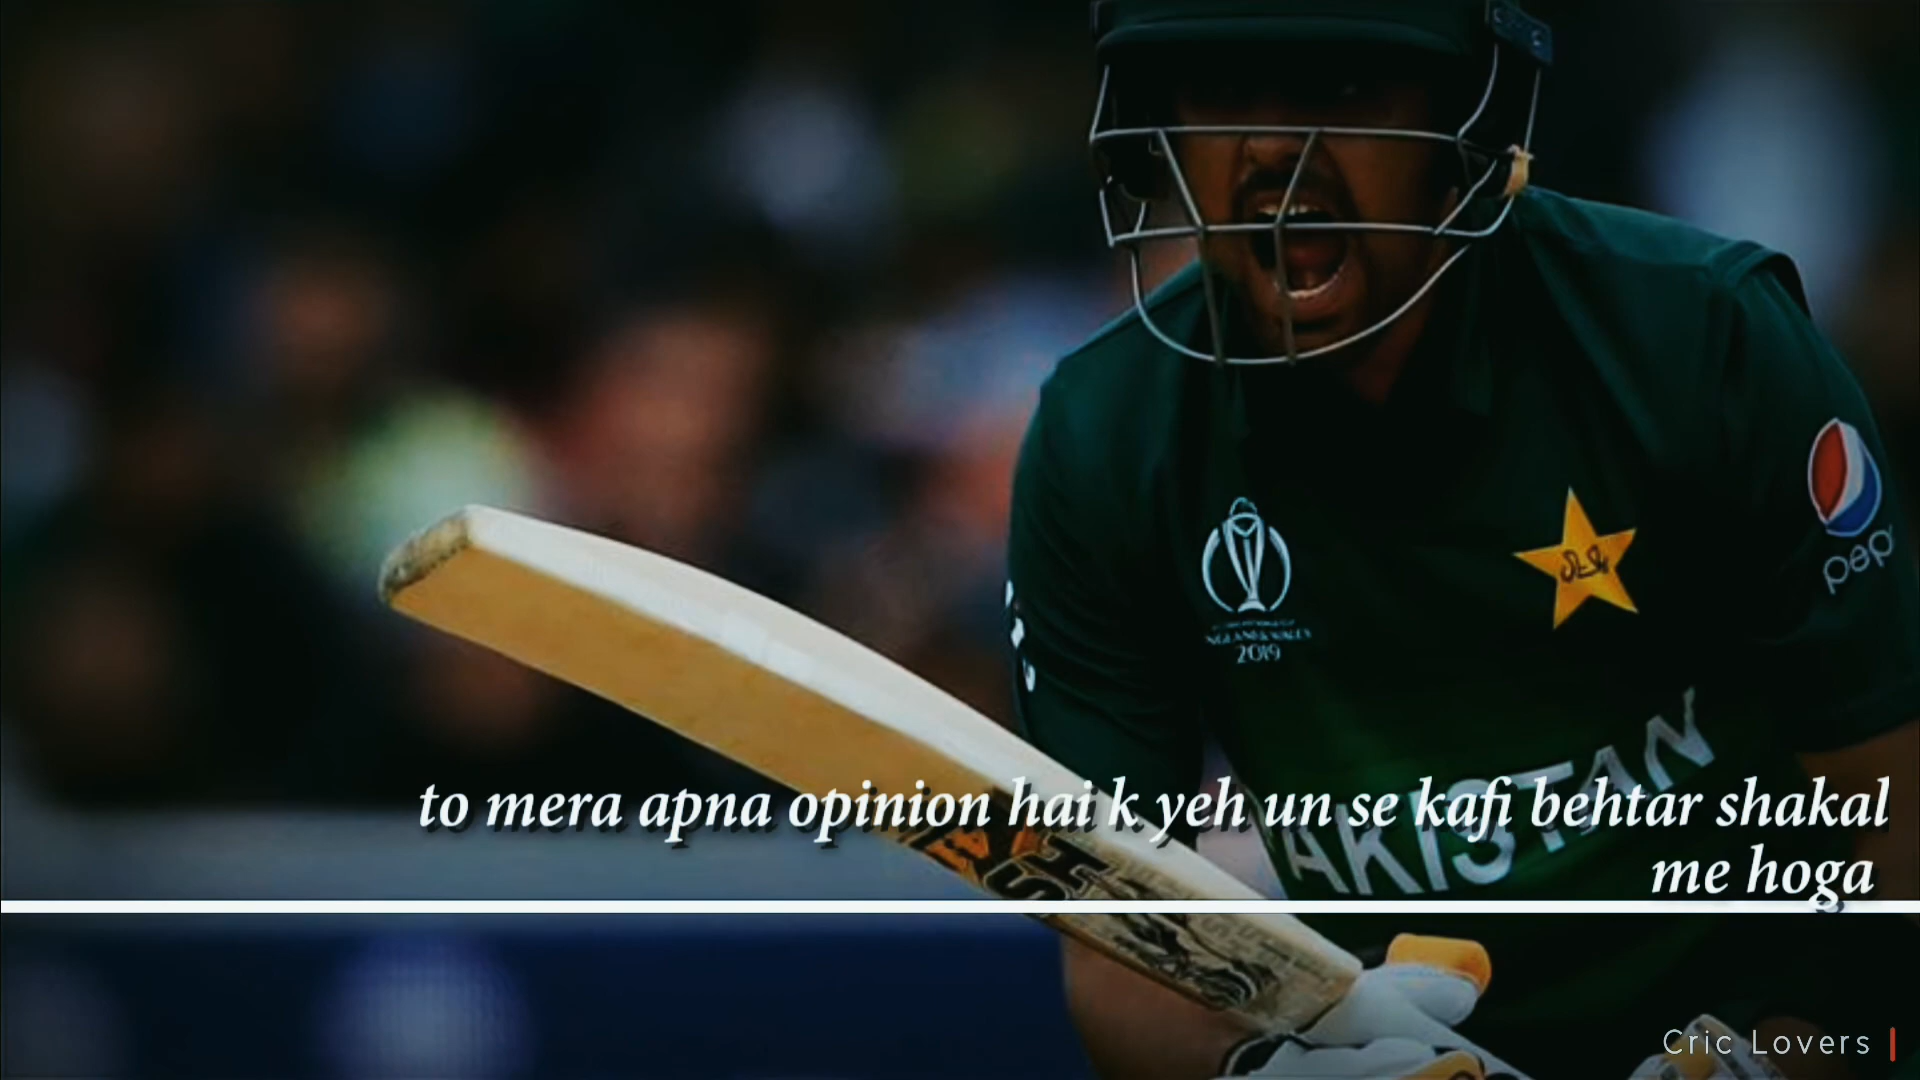 pepsi
2019
PAKISTAN
to mera apna opinion hai k yeh un se kafi behtar shakal
me hoga
Cric Lovers